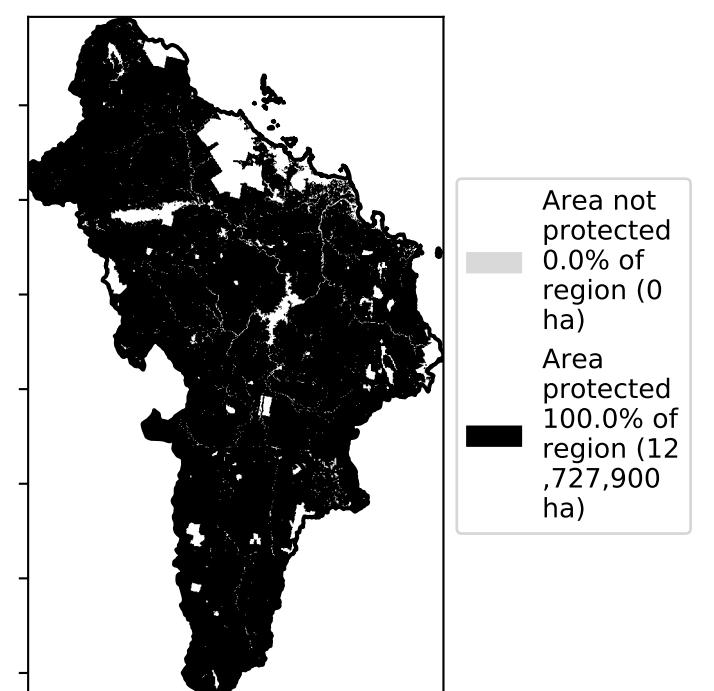 Area not
protected
0.0% of
region (0
ha)
Area
protected
100.0% of
region (12
,727,900
ha)